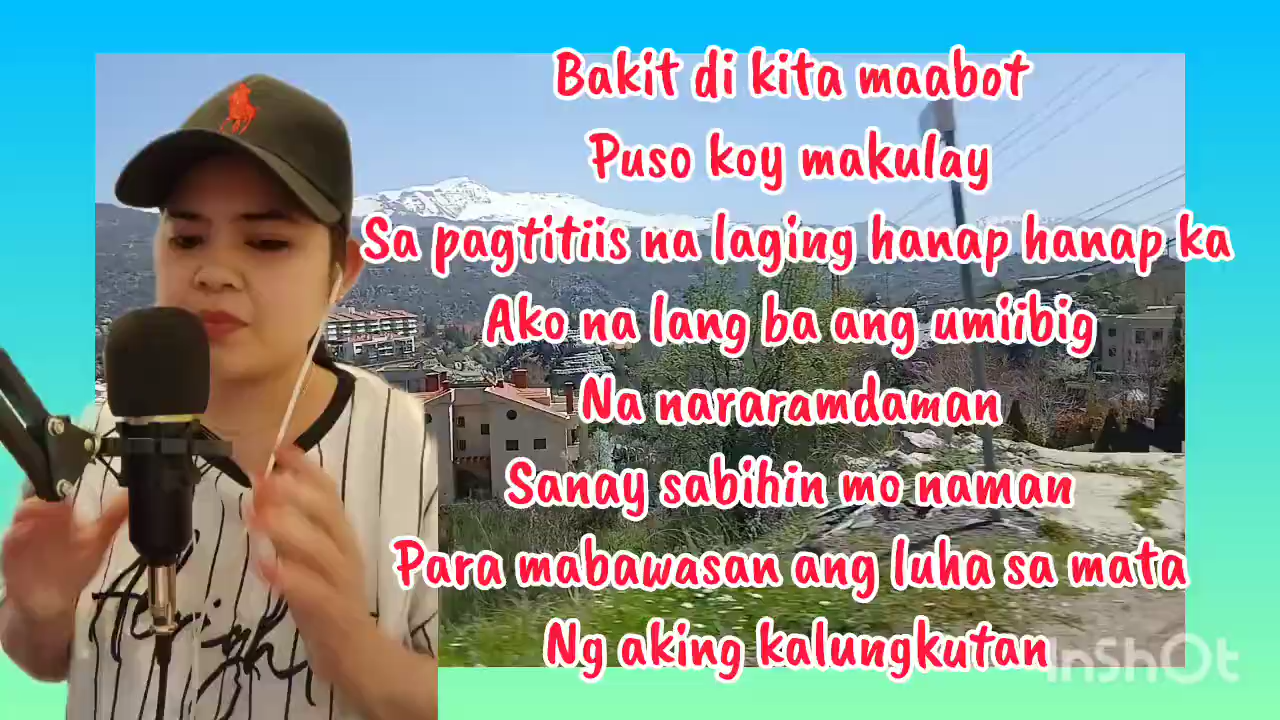 Bakit di kita maabot
Puso koy makulay
Sa pagtitiis na laging hanap hanap ka
Ako na lang ba ang umiibig
Na nararamdaman
Sanay sabihin mo naman
Para mabawasan ang luha sa mata
Ng aking kalungkutan
InShOt